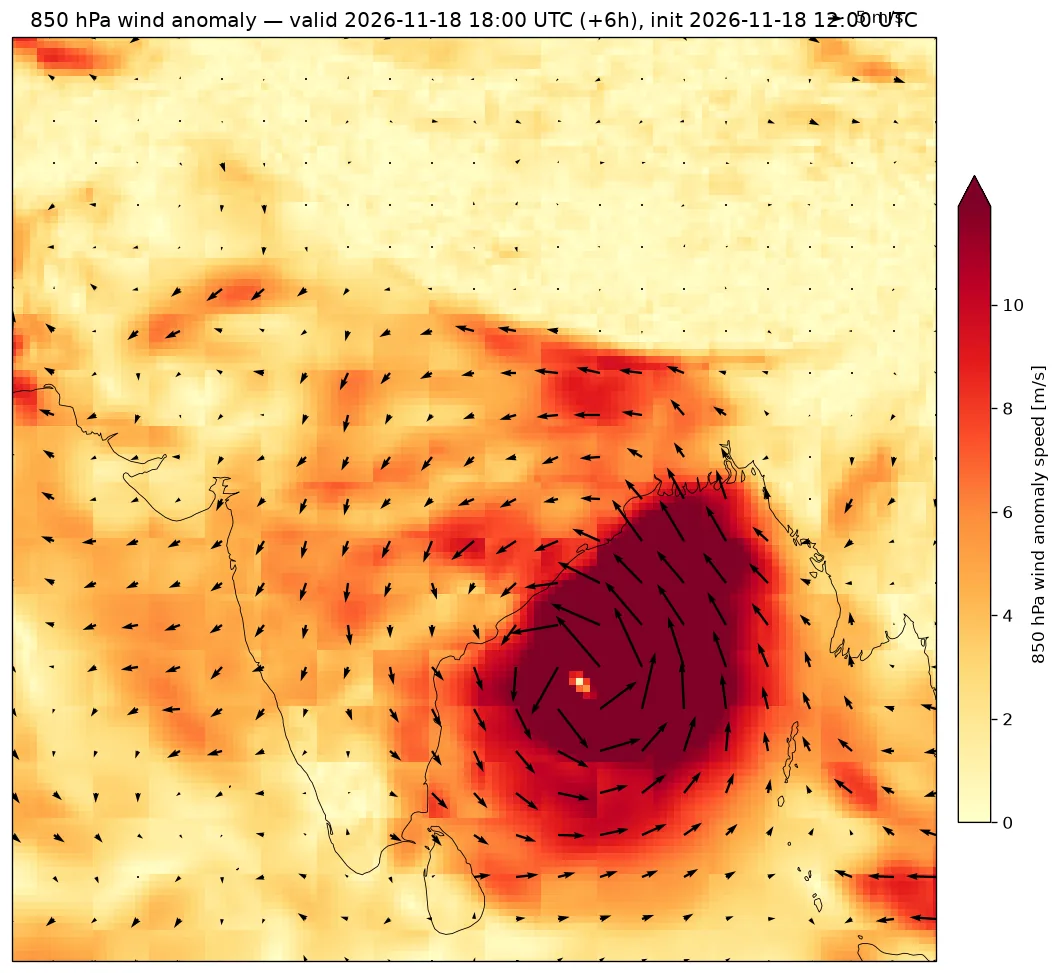 850 hPa wind anomaly — valid 2026-11-18 18:00 UTC (+6h), init 2026-11-18 12:00 UTC
5 m/s
10
8
6
4
2
0
850 hPa wind anomaly speed [m/s]